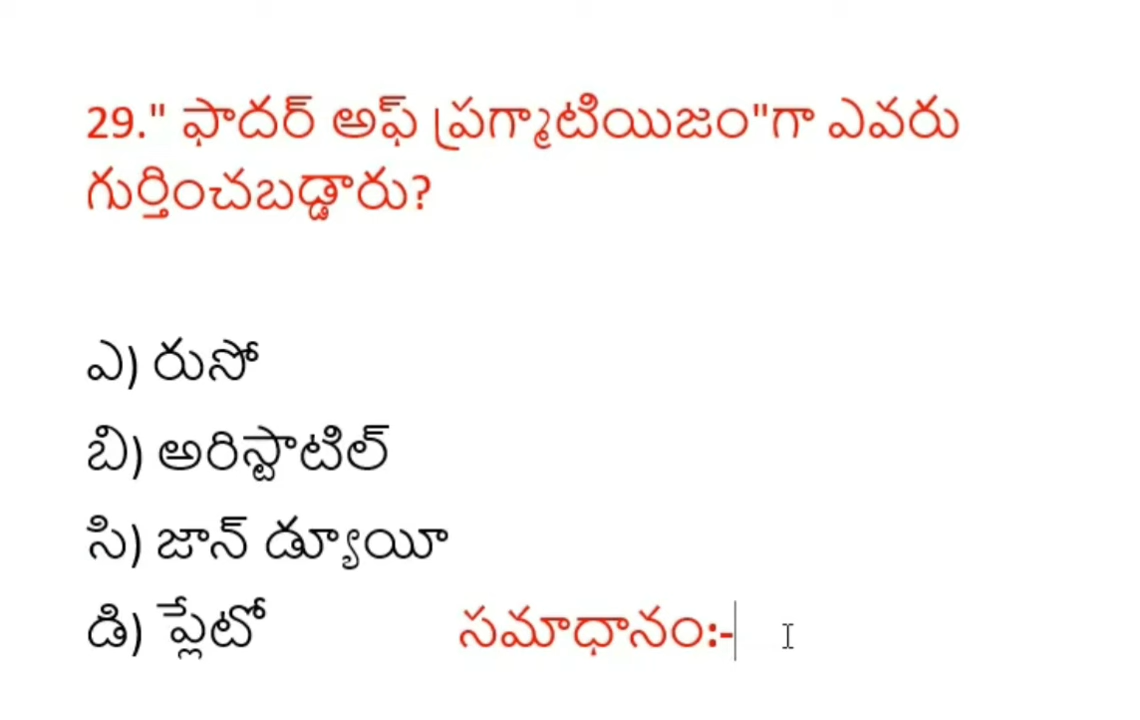 29." ఫాదర్ అఫ్ ప్రగ్మాటియిజం"గా ఎవరు
గుర్తించబడ్డారు?
ఎ) రుసో
బి) అరిస్టాటిల్
సి) జాన్ డ్యూయీ
డి) ప్లేటో సమాధానం:-